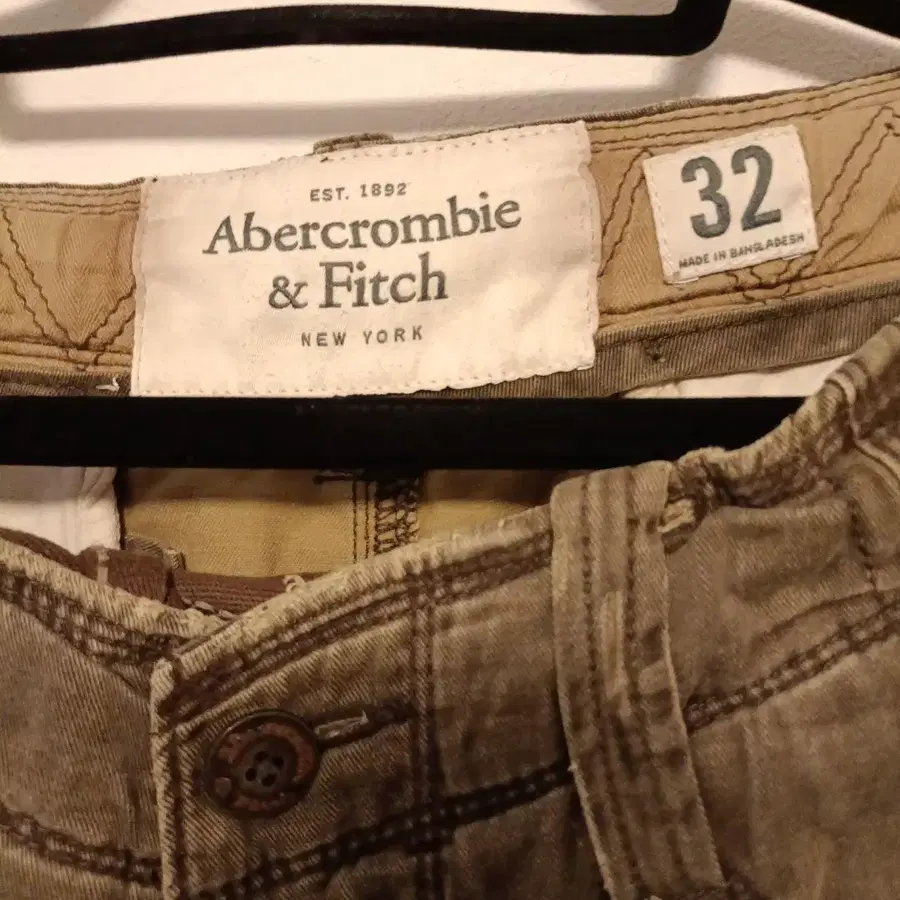 EST. 1892
Abercrombie
& Fitch
NEW YORK
32
MADE IN BANGLADESH